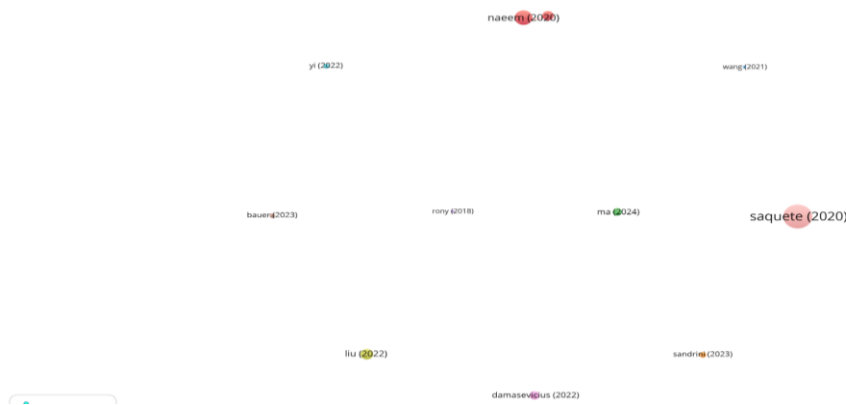 naeem (2020)
yi (2022)
wang (2021)
bauer (2023)
rony (2018)
ma (2024)
saquete (2020)
liu (2022)
sandrini (2023)
damasevicius (2022)